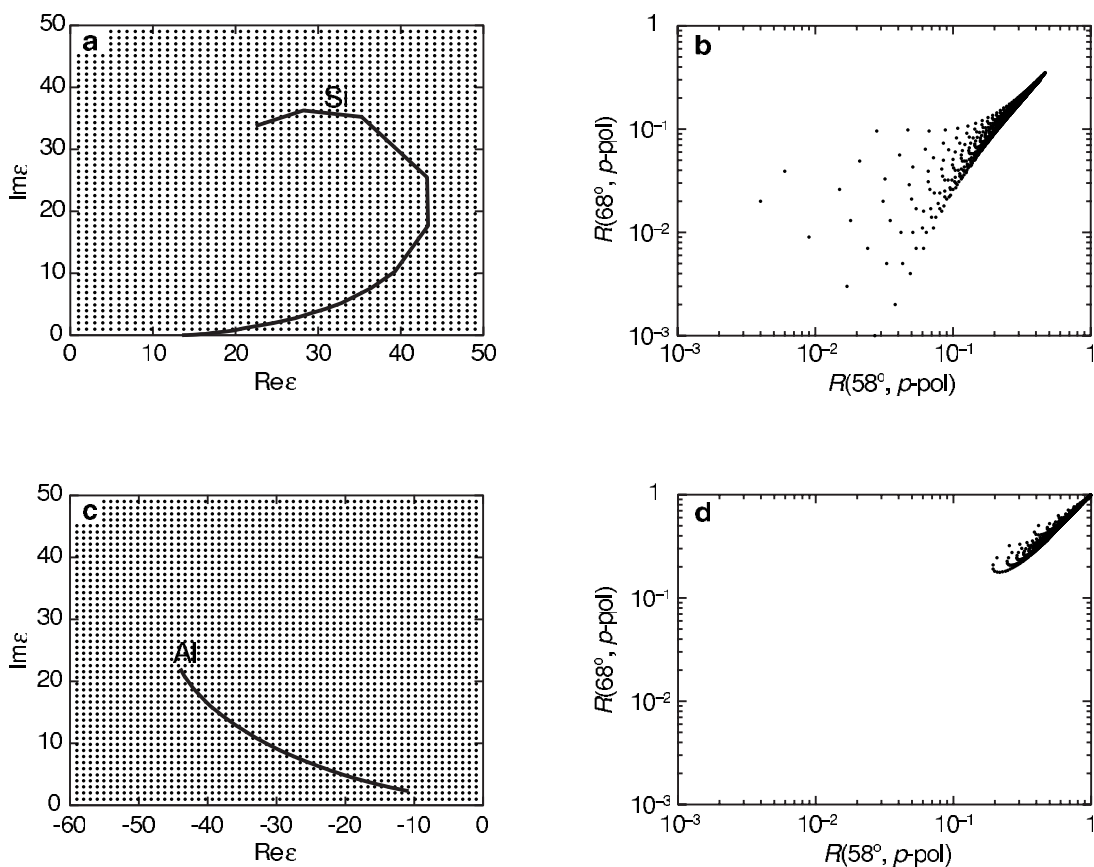 a
50
40
30
20
10
0
Imε
Si
0 10 20 30 40 50
Reε
b
1
10⁻¹
10⁻²
10⁻³
R(68°, p-pol)
10⁻³ 10⁻² 10⁻¹ 1
R(58°, p-pol)
c
50
40
30
20
10
0
Imε
Al
-60 -50 -40 -30 -20 -10 0
Reε
d
1
10⁻¹
10⁻²
10⁻³
R(68°, p-pol)
10⁻³ 10⁻² 10⁻¹ 1
R(58°, p-pol)